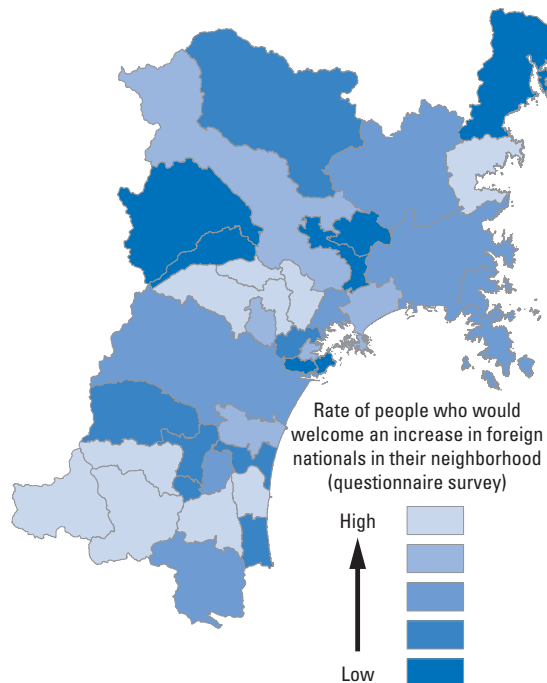 Rate of people who would
welcome an increase in foreign
nationals in their neighborhood
(questionnaire survey)
High
Low